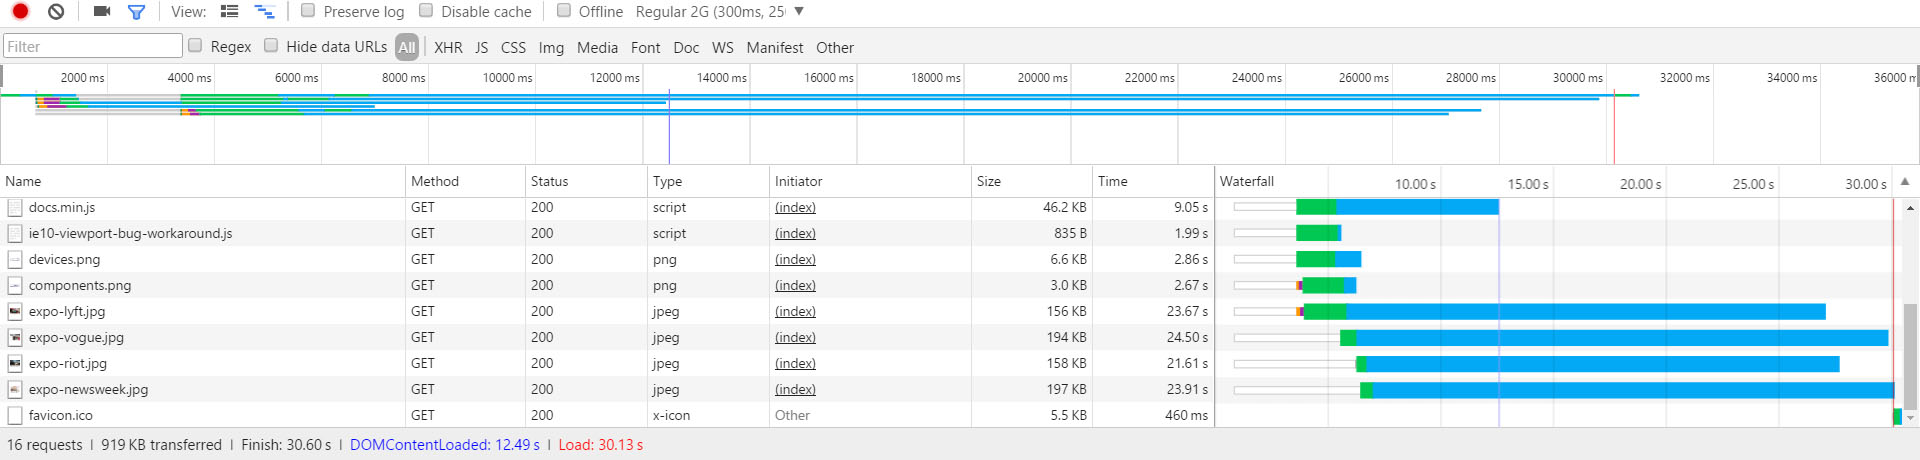 View: Preserve log Disable cache Offline Regular 2G (300ms, 25
Filter Regex Hide data URLs All XHR JS CSS Img Media Font Doc WS Manifest Other
2000 ms 4000 ms 6000 ms 8000 ms 10000 ms 12000 ms 14000 ms 16000 ms 18000 ms 20000 ms 22000 ms 24000 ms 26000 ms 28000 ms 30000 ms 32000 ms 34000 ms 36000 m
Name Method Status Type Initiator Size Time Waterfall 10.00 s 15.00 s 20.00 s 25.00 s 30.00 s
docs.min.js GET 200 script (index) 46.2 KB 9.05 s
ie10-viewport-bug-workaround.js GET 200 script (index) 835 B 1.99 s
devices.png GET 200 png (index) 6.6 KB 2.86 s
components.png GET 200 png (index) 3.0 KB 2.67 s
expo-lyft.jpg GET 200 jpeg (index) 156 KB 23.67 s
expo-vogue.jpg GET 200 jpeg (index) 194 KB 24.50 s
expo-riot.jpg GET 200 jpeg (index) 158 KB 21.61 s
expo-newsweek.jpg GET 200 jpeg (index) 197 KB 23.91 s
favicon.ico GET 200 x-icon Other 5.5 KB 460 ms
16 requests | 919 KB transferred | Finish: 30.60 s | DOMContentLoaded: 12.49 s | Load: 30.13 s